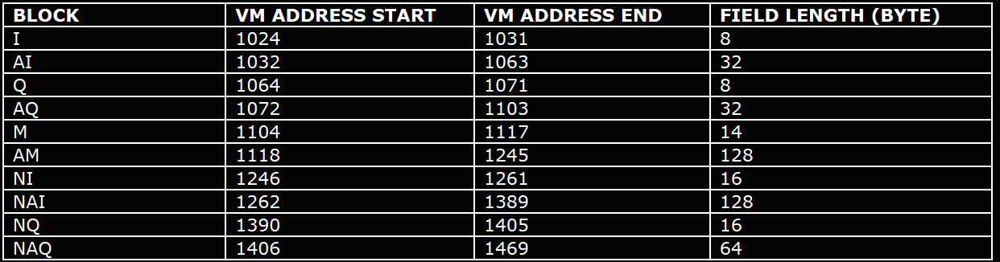 BLOCK VM ADDRESS START VM ADDRESS END FIELD LENGTH (BYTE)
I 1024 1031 8
AI 1032 1063 32
Q 1064 1071 8
AQ 1072 1103 32
M 1104 1117 14
AM 1118 1245 128
NI 1246 1261 16
NAI 1262 1389 128
NQ 1390 1405 16
NAQ 1406 1469 64